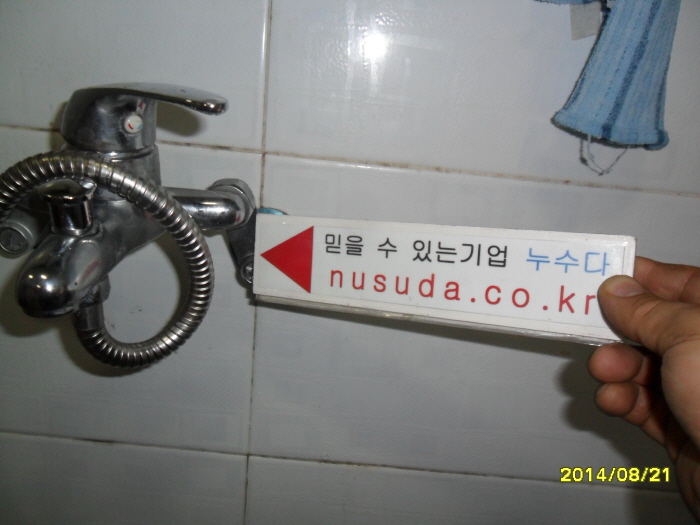 믿을 수 있는기업 누수다
nusuda.co.kr
2014/08/21